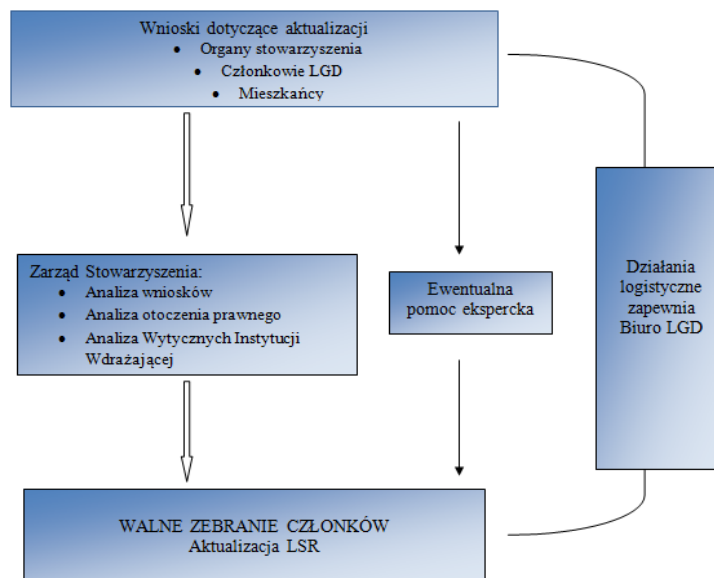 Wnioski dotyczące aktualizacji
• Organy stowarzyszenia
• Członkowie LGD
• Mieszkańcy
Zarząd Stowarzyszenia:
• Analiza wniosków
• Analiza otoczenia prawnego
• Analiza Wytycznych Instytucji
Wdrażającej
Ewentualna
pomoc ekspercka
Działania
logistyczne
zapewnia
Biuro LGD
WALNE ZEBRANIE CZŁONKÓW
Aktualizacja LSR